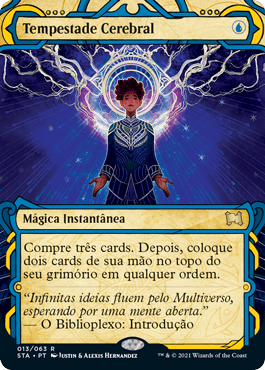 Tempestade Cerebral
Mágica Instantânea
Compre três cards. Depois, coloque
dois cards de sua mão no topo do
seu grimório em qualquer ordem.
“Infinitas ideias fluem pelo Multiverso,
esperando por uma mente aberta.”
— O Biblioplexo: Introdução
013/063 R
STA • PT Justin & Alexis Hernandez
™ & © 2021 Wizards of the Coast